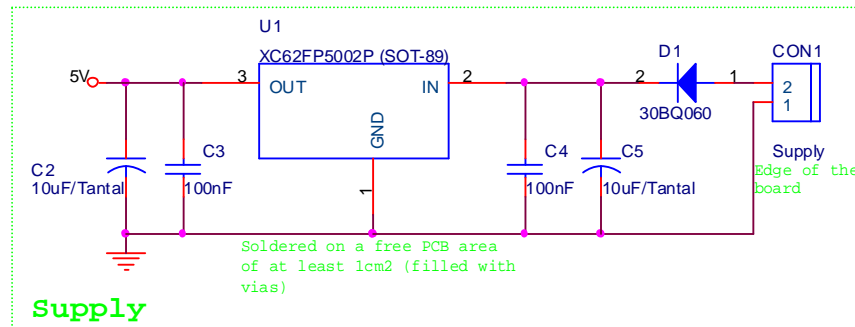 U1
XC62FP5002P (SOT-89)
D1
CON1
5V
3
OUT
IN
2
2
1
2
1
30BQ060
GND
C2
10uF/Tantal
C3
100nF
C4
100nF
C5
10uF/Tantal
Supply
Edge of the
board
1
Soldered on a free PCB area
of at least 1cm2 (filled with
vias)
Supply